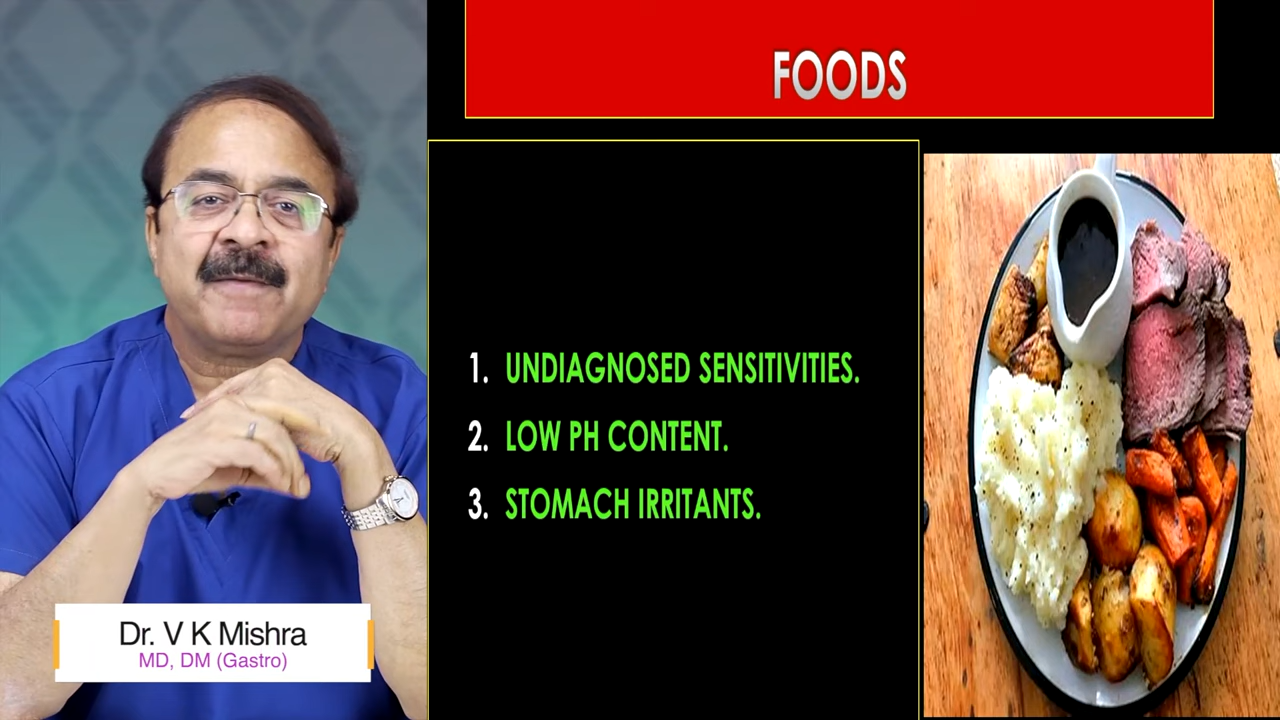 FOODS
1. UNDIAGNOSED SENSITIVITIES.
2. LOW PH CONTENT.
3. STOMACH IRRITANTS.
Dr. V K Mishra
MD, DM (Gastro)